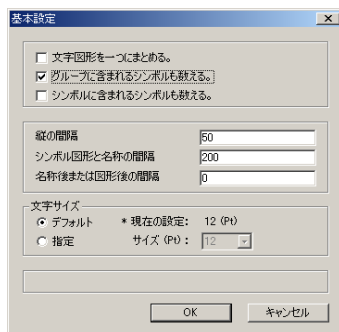 基本設定
文字図形を一つにまとめる。
グループに含まれるシンボルも数える。
シンボルに含まれるシンボルも数える。
縦の間隔 50
シンボル図形と名称の間隔 200
名称後または図形後の間隔 0
文字サイズ
デフォルト * 現在の設定: 12 (Pt)
指定 サイズ (Pt) : 12
OK キャンセル